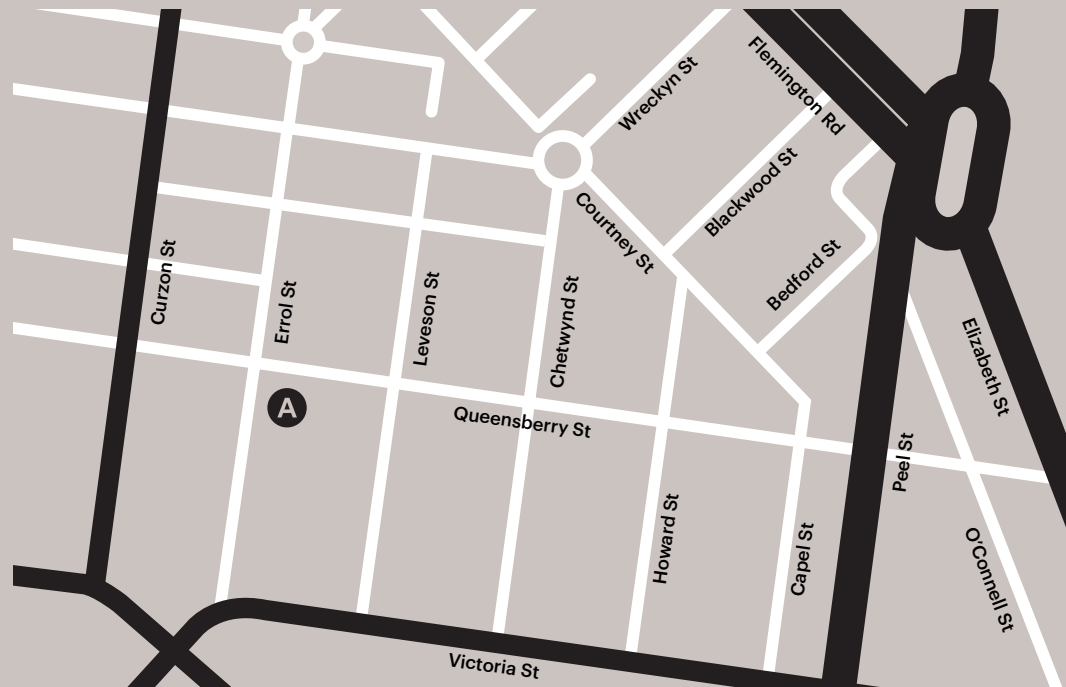 Wreckyn St
Flemington Rd
Blackwood St
Courtney St
Bedford St
Curzon St
Errol St
Leveson St
Chetwynd St
Elizabeth St
A
Queensberry St
Peel St
Howard St
Capel St
O'Connell St
Victoria St